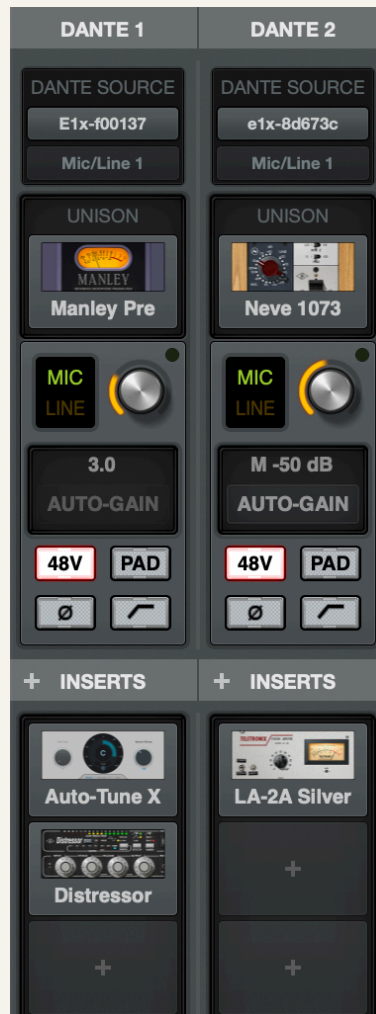 DANTE 1
DANTE SOURCE
E1x-f00137
Mic/Line 1
UNISON
MANLEY
Manley Pre
MIC
LINE
3.0
AUTO-GAIN
48V PAD
Ø
+ INSERTS
Auto-Tune X
Distressor
Distressor
+
DANTE 2
DANTE SOURCE
e1x-8d673c
Mic/Line 1
UNISON
Neve 1073
MIC
LINE
M -50 dB
AUTO-GAIN
48V PAD
Ø
+ INSERTS
TELETRONIX
LA-2A Silver
+
+